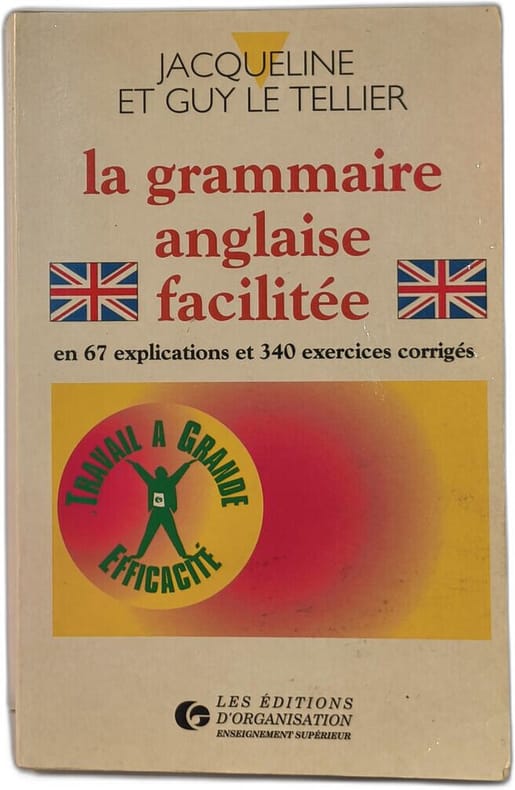 JACQUELINE
ET GUY LE TELLIER
la grammaire
anglaise
facilitée
en 67 explications et 340 exercices corrigés
TRAVAIL A GRANDE
EFFICACITÉ
LES ÉDITIONS
D'ORGANISATION
ENSEIGNEMENT SUPÉRIEUR